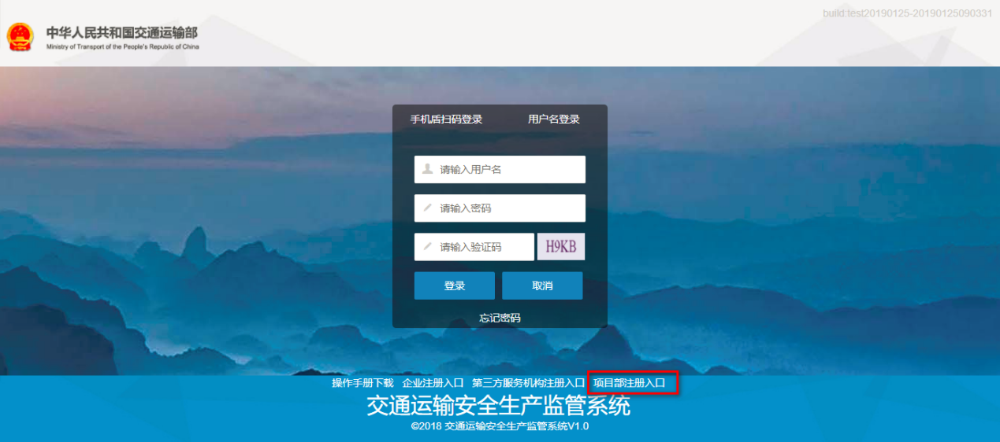 build:test20190125-20190125090331
中华人民共和国交通运输部
Ministry of Transport of the People's Republic of China
手机盾扫码登录 用户名登录
请输入用户名
请输入密码
请输入验证码 H9KB
登录 取消
忘记密码
操作手册下载 企业注册入口 第三方服务机构注册入口 项目部注册入口
交通运输安全生产监管系统
©2018 交通运输安全生产监管系统V1.0